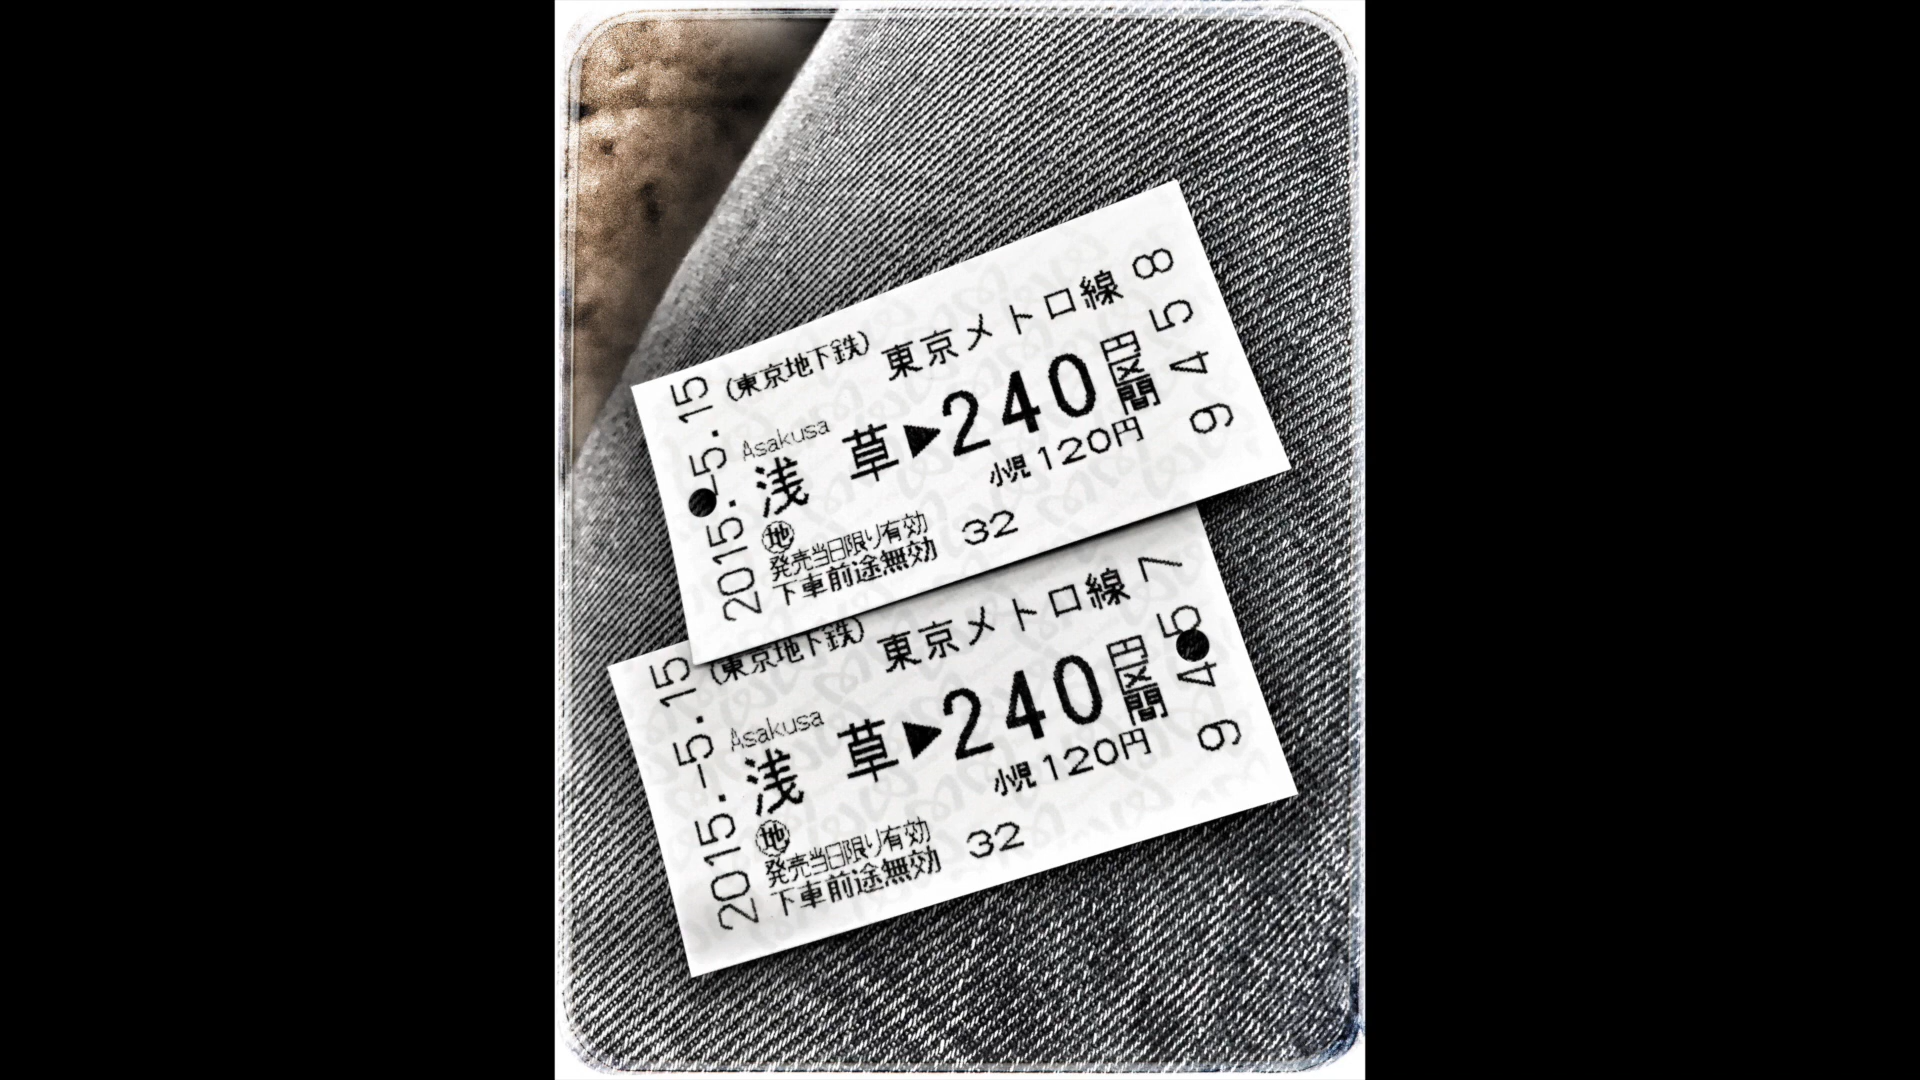 2015.-5.15
(東京地下鉄)
東京メトロ線
Asakusa
浅 草▶240円区間
小児120円
㊍地
発売当日限り有効
下車前途無効
32
9458
2015.-5.15
(東京地下鉄)
東京メトロ線
Asakusa
浅 草▶240円区間
小児120円
地
発売当日限り有効
下車前途無効
32
9457